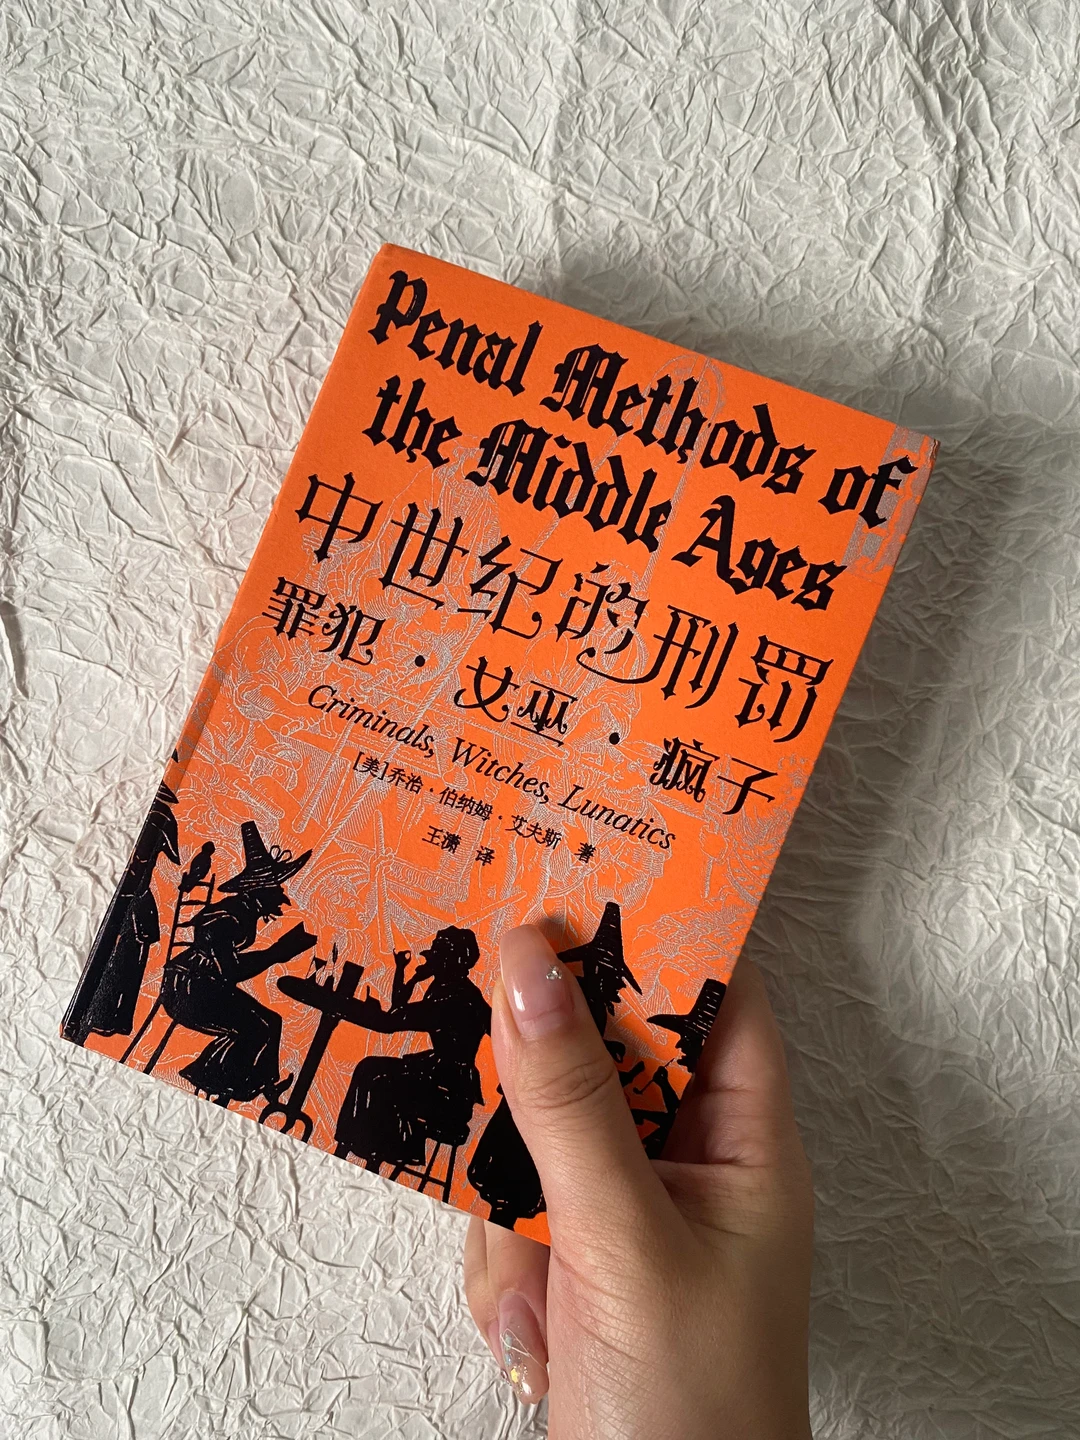 Penal Methods of
the Middle Ages
中世纪的刑罚
罪犯·女巫·疯子
Criminals, Witches, Lunatics
[美]乔治·伯纳姆·艾夫斯 著
王潇 译